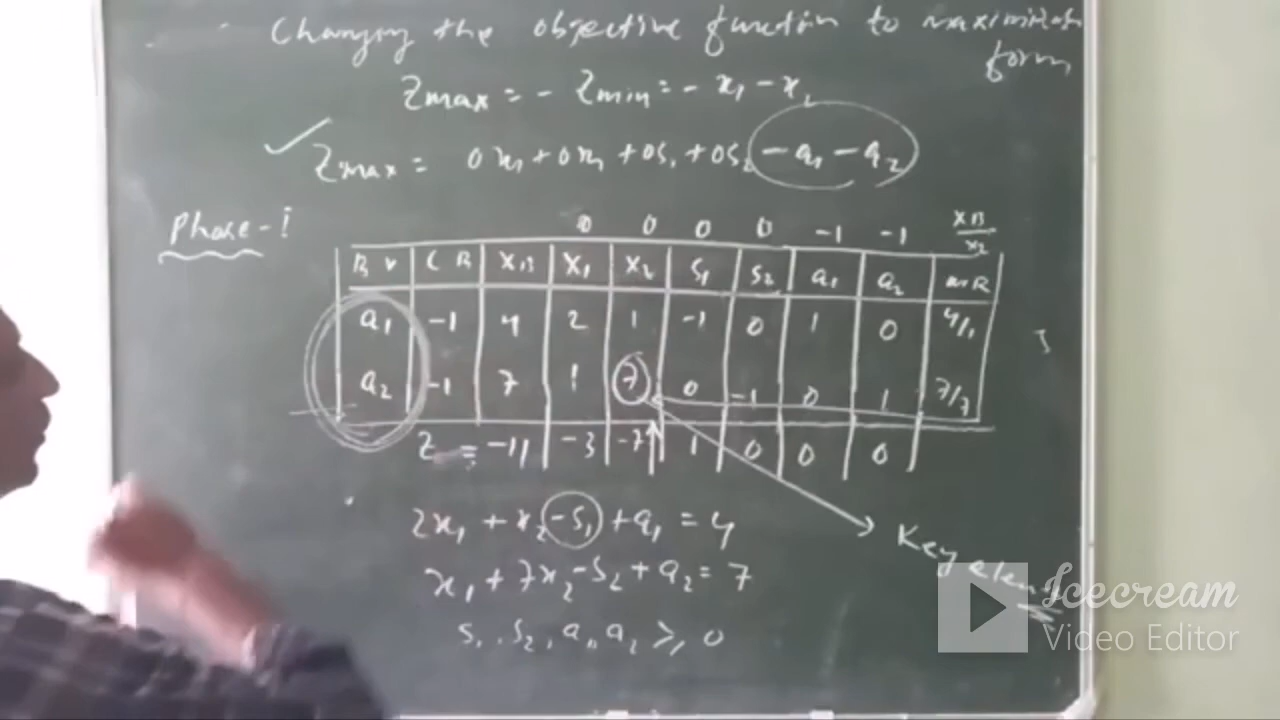 Changing the objective function to maximization
form
Zmax = - Zmin = - x₁ - x₂
Zmax = 0x₁ + 0x₁ + 0s₁ + 0s₂ - a₁ - a₂
Phase-I
0 0 0 0 -1 -1 XB/x₂
B V C B XB X₁ X₂ S₁ S₂ a₁ a₂ M R
a₁ -1 4 2 1 -1 0 1 0 4/1
a₂ -1 7 1 7 0 -1 0 1 7/7
Z = -11 -3 -7 1 0 0 0
2x₁ + x₂ - s₁ + a₁ = 4
x₁ + 7x₂ - s₂ + a₂ = 7
s₁, s₂, a₁, a₂ ≥ 0
Key
Icecream
Video Editor